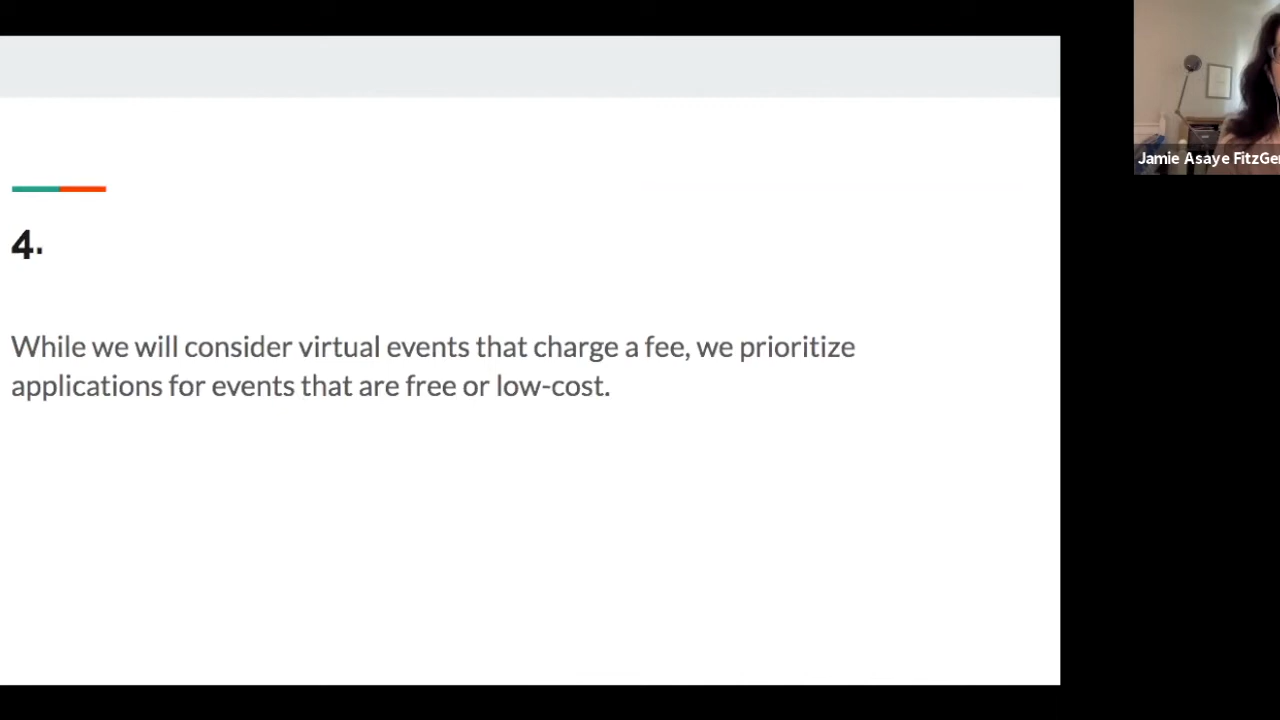 4.
While we will consider virtual events that charge a fee, we prioritize
applications for events that are free or low-cost.
Jamie Asaye